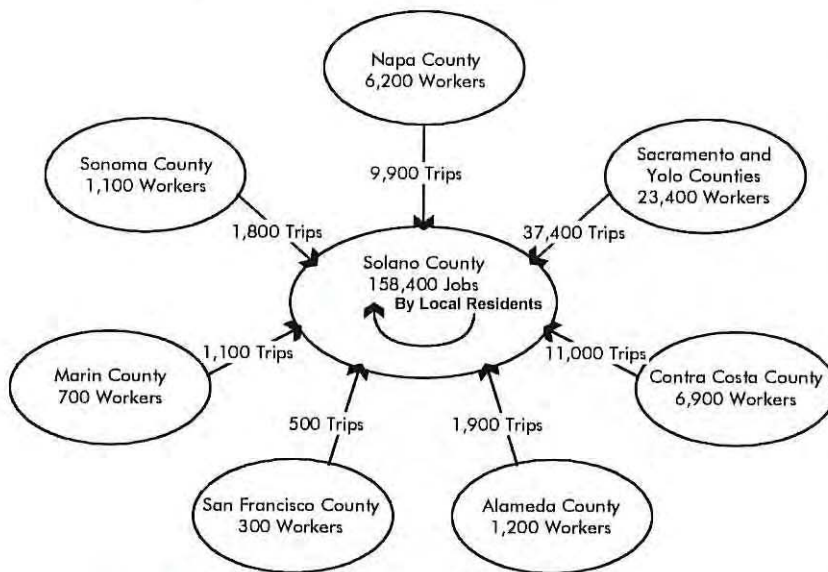 Napa County
6,200 Workers
Sonoma County
1,100 Workers
9,900 Trips
Sacramento and
Yolo Counties
23,400 Workers
1,800 Trips
37,400 Trips
Solano County
158,400 Jobs
By Local Residents
1,100 Trips
11,000 Trips
Marin County
700 Workers
Contra Costa County
6,900 Workers
500 Trips
1,900 Trips
San Francisco County
300 Workers
Alameda County
1,200 Workers